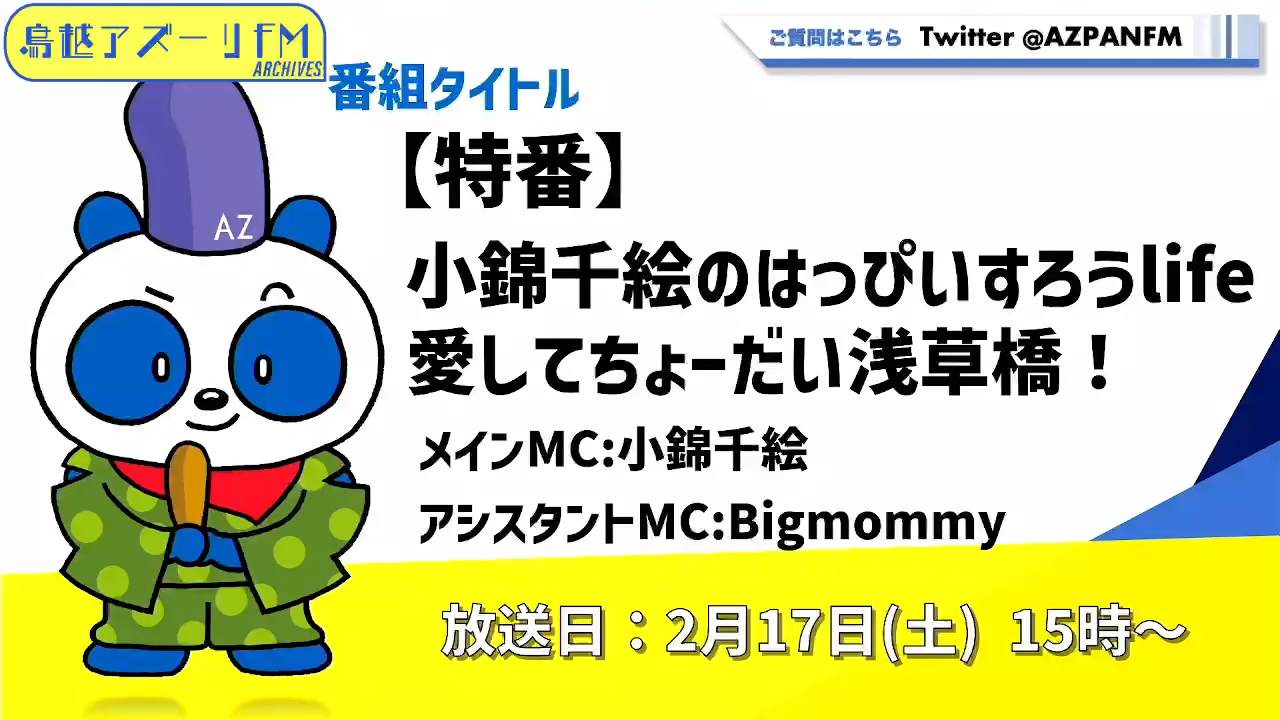 鳥越アズーリFM
ARCHIVES
ご質問はこちら Twitter @AZPANFM
番組タイトル
【特番】
AZ
小錦千絵のはっぴいすろうlife
愛してちょーだい浅草橋！
メインMC:小錦千絵
アシスタントMC:Bigmommy
放送日：2月17日(土) 15時～